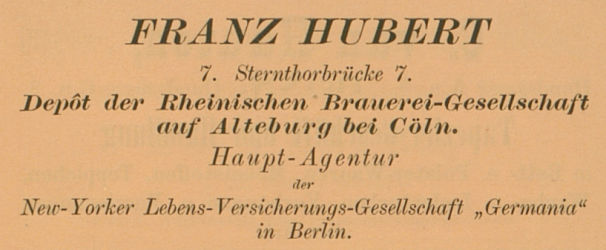 FRANZ HUBERT
7. Sternthorbrücke 7.
Depôt der Rheinischen Brauerei-Gesellschaft
auf Alteburg bei Cöln.
Haupt-Agentur
der
New-Yorker Lebens-Versicherungs-Gesellschaft „Germania“
in Berlin.